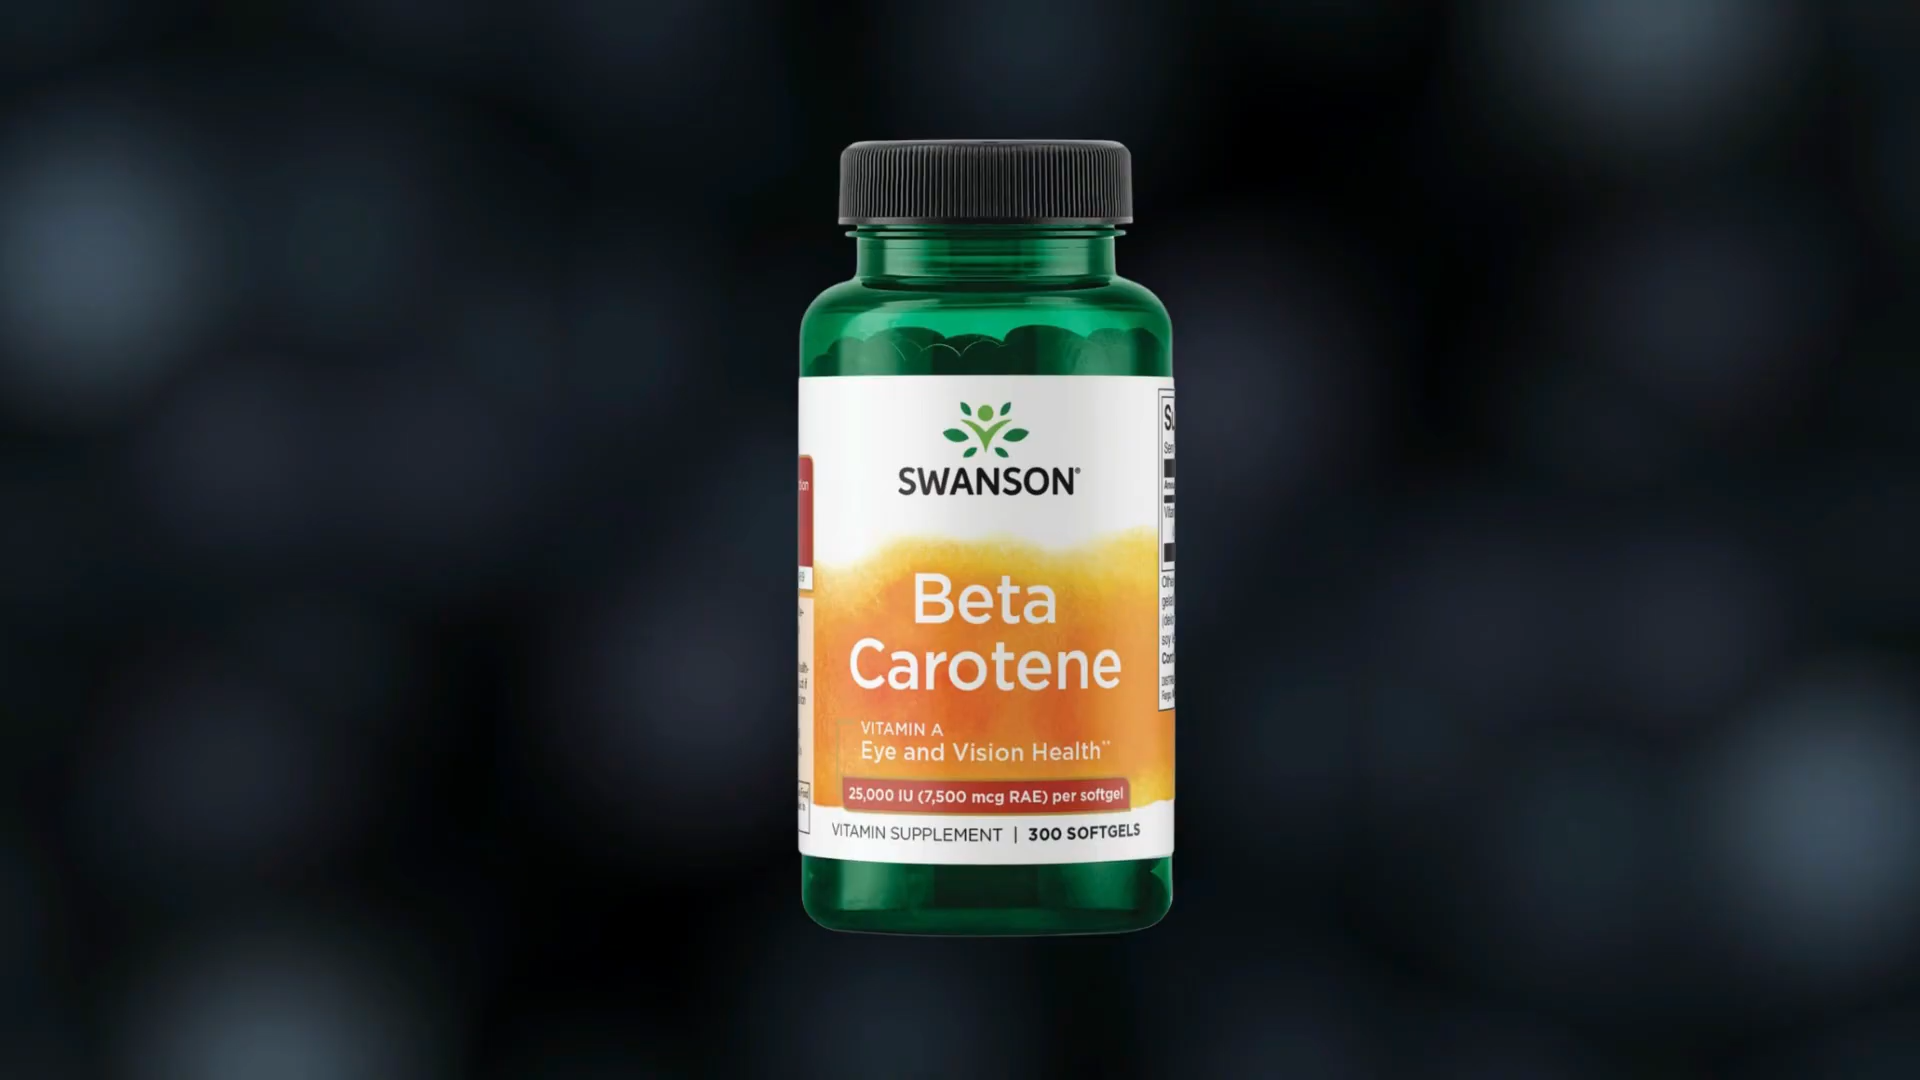 SWANSON®
Beta
Carotene
VITAMIN A
Eye and Vision Health**
25,000 IU (7,500 mcg RAE) per softgel
VITAMIN SUPPLEMENT | 300 SOFTGELS